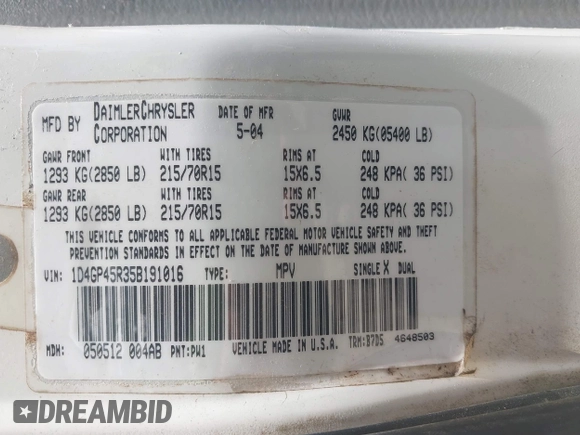 MFD BY DAIMLERCHRYSLER CORPORATION DATE OF MFR 5-04 GVWR 2450 KG(05400 LB)
GAWR FRONT WITH TIRES RIMS AT COLD
1293 KG(2850 LB) 215/70R15 15X6.5 248 KPA( 36 PSI)
GAWR REAR WITH TIRES RIMS AT COLD
1293 KG(2850 LB) 215/70R15 15X6.5 248 KPA( 36 PSI)
THIS VEHICLE CONFORMS TO ALL APPLICABLE FEDERAL MOTOR VEHICLE SAFETY AND THEFT
PREVENTION STANDARDS IN EFFECT ON THE DATE OF MANUFACTURE SHOWN ABOVE.
VIN: 1D4GP45R35B191016 TYPE: MPV SINGLE X DUAL
MDH: 050512 004AB PNT:PW1 VEHICLE MADE IN U.S.A. TRM:B7D5 4648503
DREAMBID